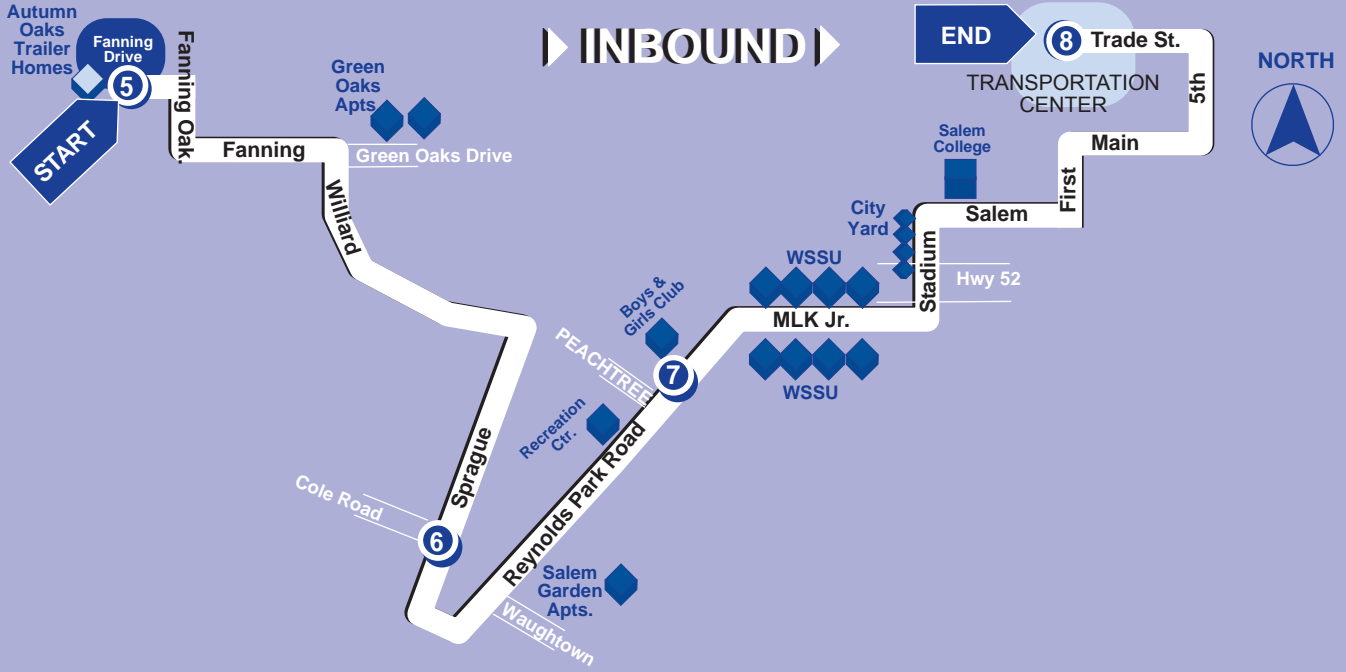 Autumn
Oaks
Trailer
Homes
Fanning
Drive
5
START
Fanning Oak.
Fanning
Green
Oaks
Apts
Green Oaks Drive
Williard
INBOUND
END
8
Trade St.
TRANSPORTATION
CENTER
5th
NORTH
Main
First
Salem
College
Salem
City
Yard
Stadium
Hwy 52
WSSU
MLK Jr.
WSSU
Boys &
Girls Club
PEACHTREE
7
Recreation
Ctr.
Reynolds Park Road
Sprague
Cole Road
6
Salem
Garden
Apts.
Waughtown